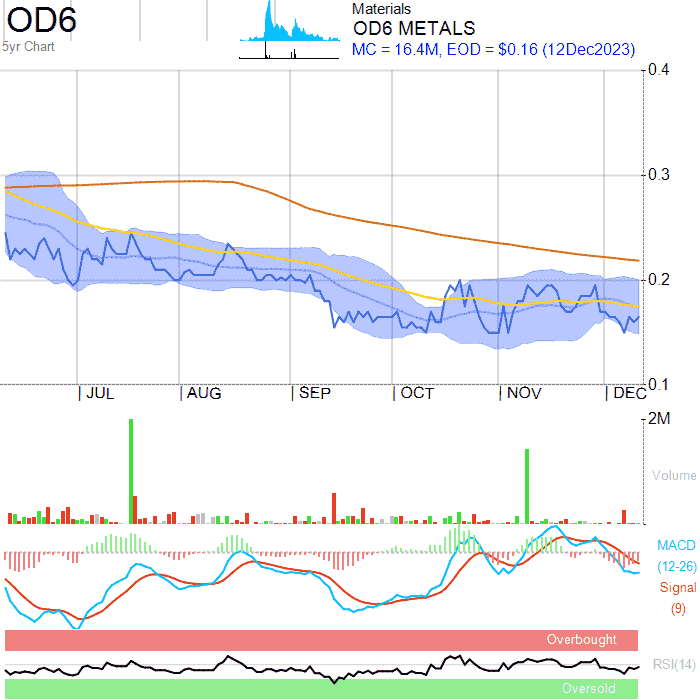 OD6
5yr Chart
Materials
OD6 METALS
MC = 16.4M, EOD = $0.16 (12Dec2023)
0.4
0.3
0.2
0.1
JUL
AUG
SEP
OCT
NOV
DEC
2M
Volume
MACD
(12-26)
Signal
(9)
Overbought
RSI(14)
Oversold